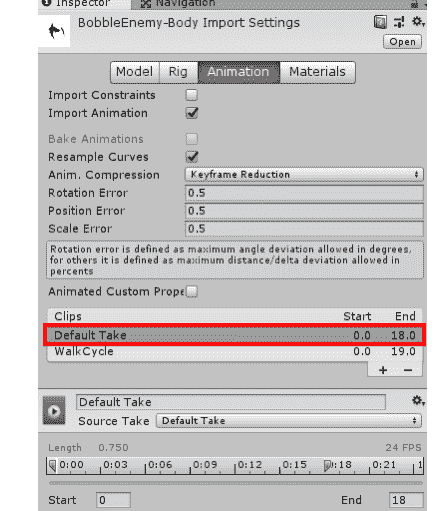 Inspector Navigation
BobbleEnemy-Body Import Settings
Open
Model Rig Animation Materials
Import Constraints
Import Animation
Bake Animations
Resample Curves
Anim. Compression Keyframe Reduction
Rotation Error 0.5
Position Error 0.5
Scale Error 0.5
Rotation error is defined as maximum angle deviation allowed in degrees,
for others it is defined as maximum distance/delta deviation allowed in
percents
Animated Custom Prope
Clips Start End
Default Take 0.0 18.0
WalkCycle 0.0 19.0
+ −
Default Take
Source Take Default Take
Length 0.750 24 FPS
0:00 0:03 0:06 0:09 0:12 0:15 0:18 0:21 1
Start 0 End 18